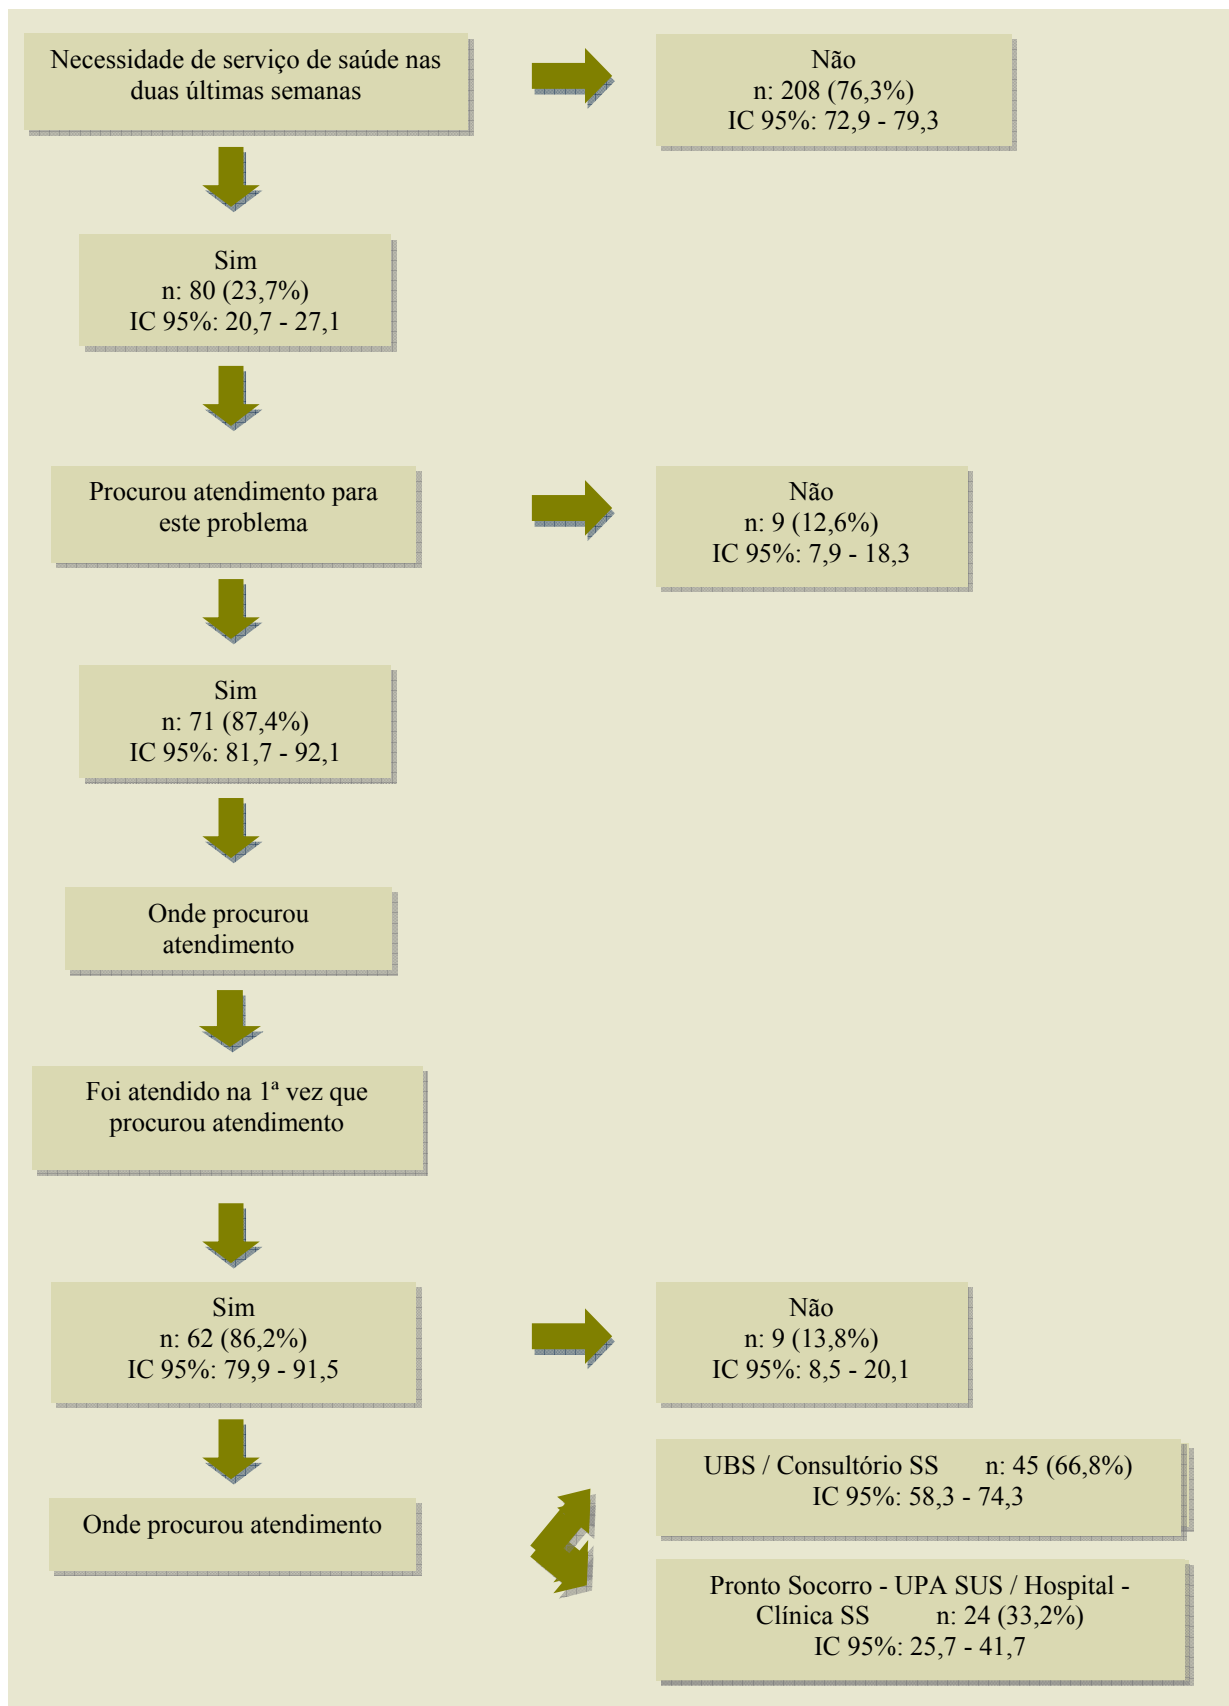 Necessidade de serviço de saúde nas
duas últimas semanas
Não
n: 208 (76,3%)
IC 95%: 72,9 - 79,3
Sim
n: 80 (23,7%)
IC 95%: 20,7 - 27,1
Procurou atendimento para
este problema
Não
n: 9 (12,6%)
IC 95%: 7,9 - 18,3
Sim
n: 71 (87,4%)
IC 95%: 81,7 - 92,1
Onde procurou
atendimento
Foi atendido na 1ª vez que
procurou atendimento
Sim
n: 62 (86,2%)
IC 95%: 79,9 - 91,5
Não
n: 9 (13,8%)
IC 95%: 8,5 - 20,1
Onde procurou atendimento
UBS / Consultório SS n: 45 (66,8%)
IC 95%: 58,3 - 74,3
Pronto Socorro - UPA SUS / Hospital -
Clínica SS n: 24 (33,2%)
IC 95%: 25,7 - 41,7